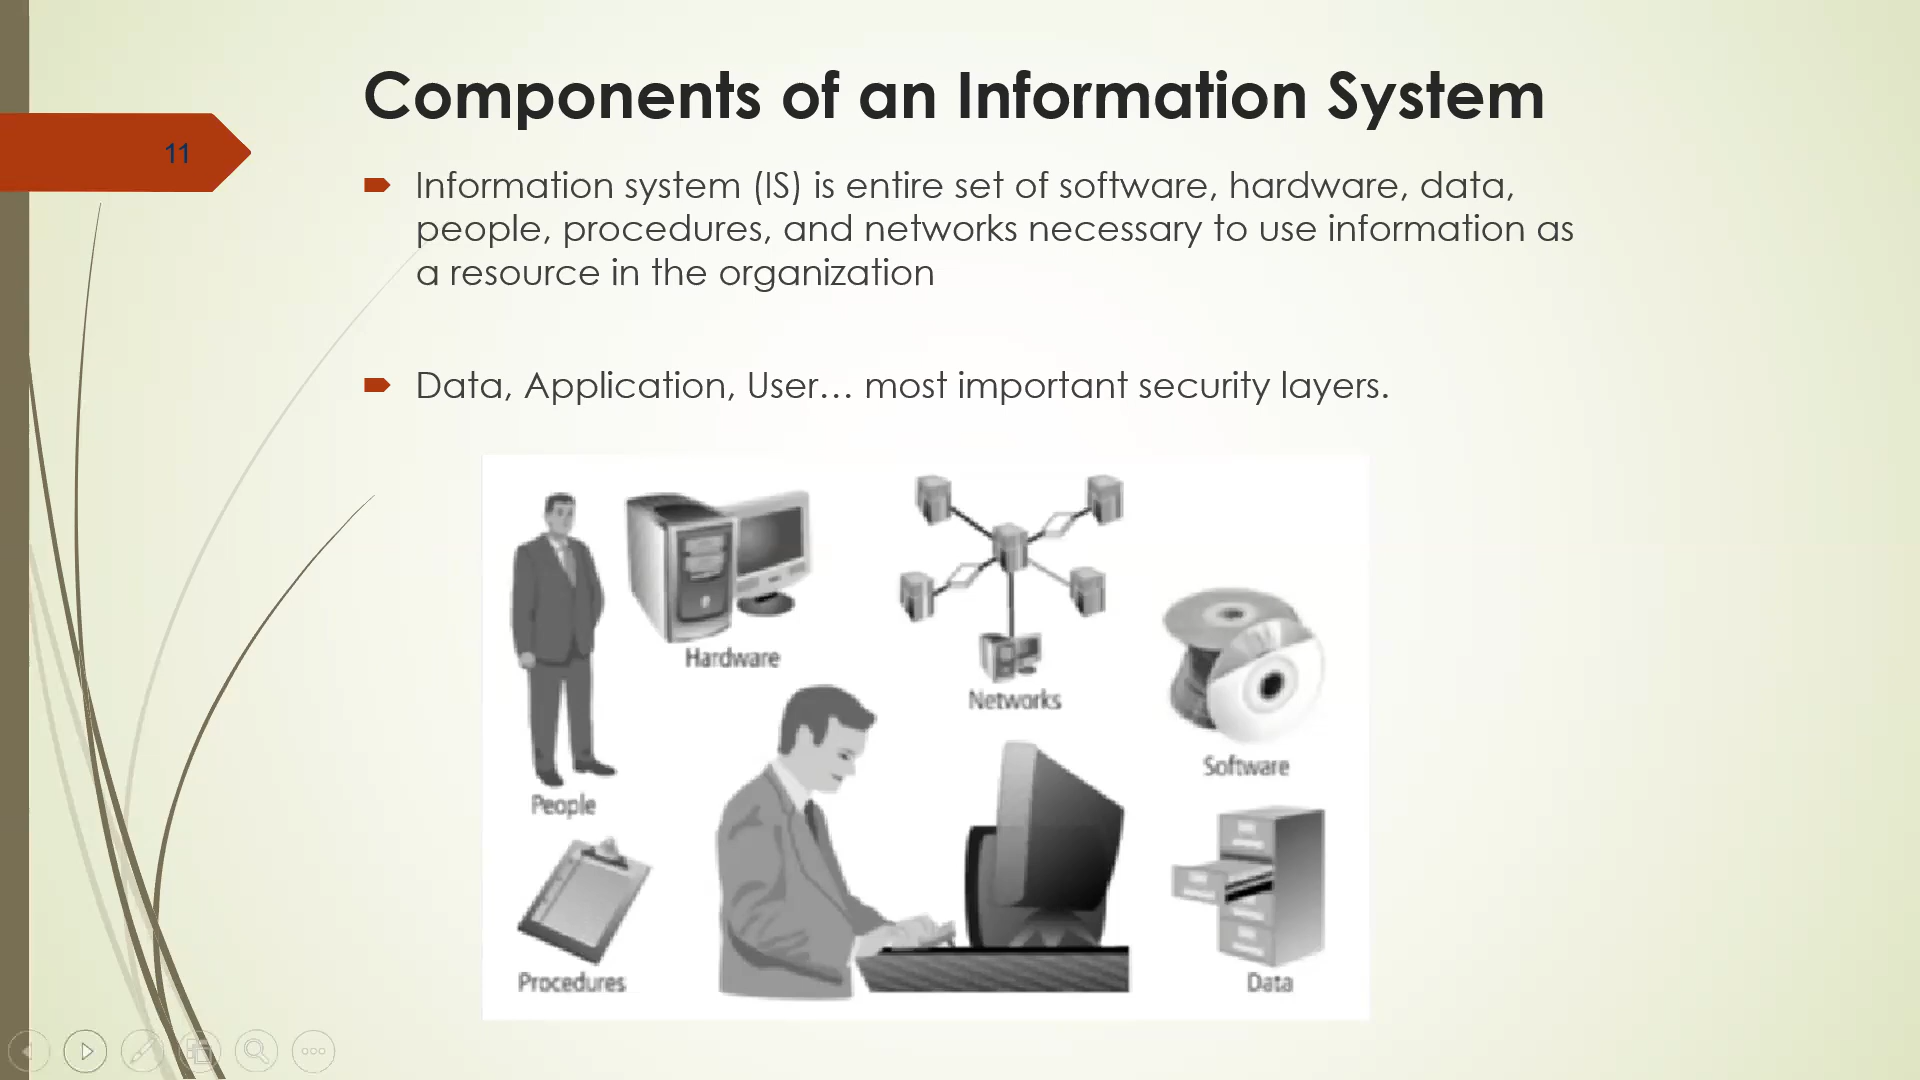 Components of an Information System
11
Information system (IS) is entire set of software, hardware, data,
people, procedures, and networks necessary to use information as
a resource in the organization
Data, Application, User... most important security layers.
Hardware
Networks
Software
People
Procedures
Data